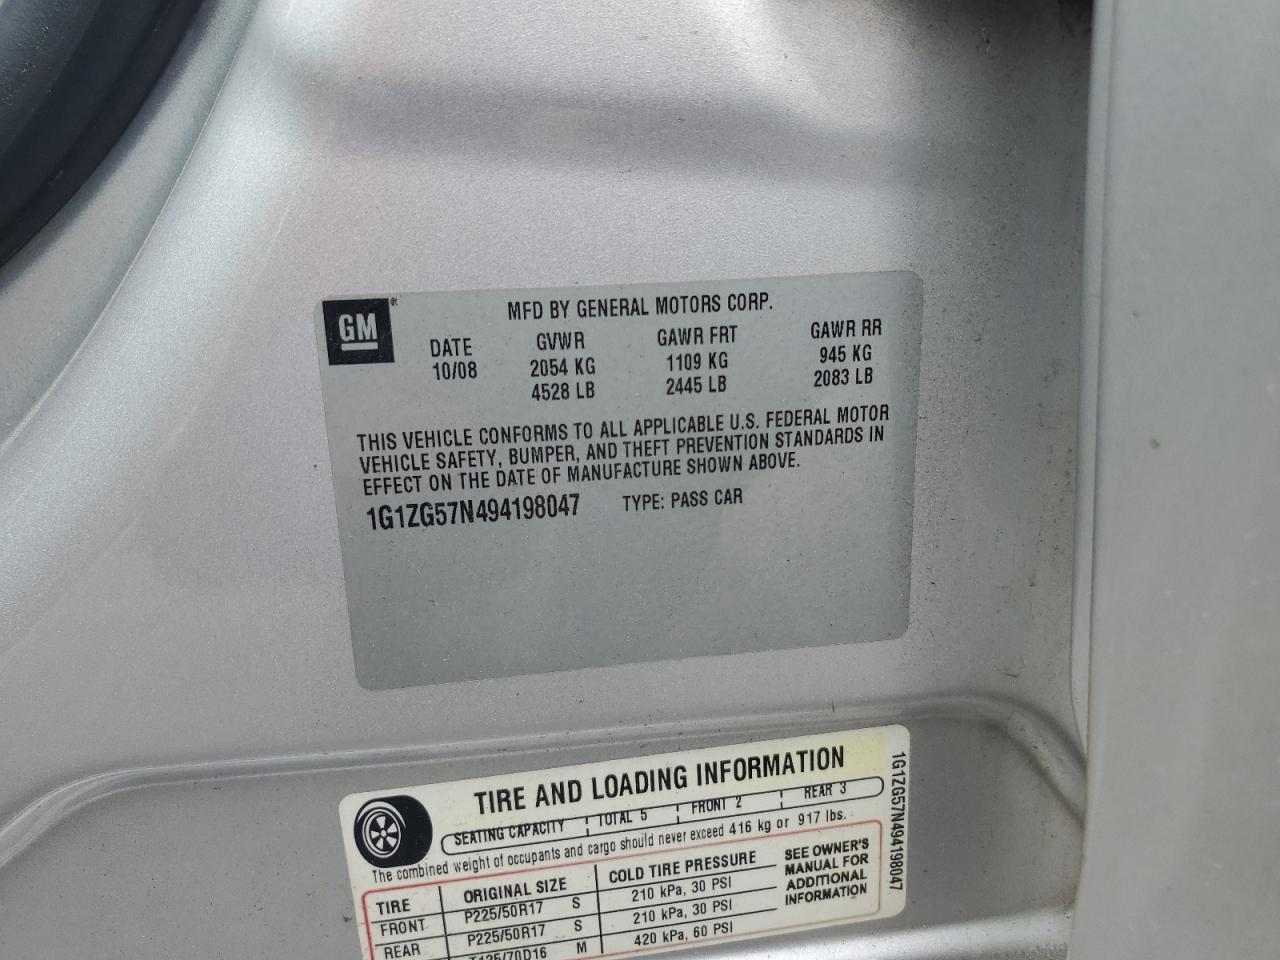 GM®
MFD BY GENERAL MOTORS CORP.
DATE GVWR GAWR FRT GAWR RR
10/08 2054 KG 1109 KG 945 KG
4528 LB 2445 LB 2083 LB
THIS VEHICLE CONFORMS TO ALL APPLICABLE U.S. FEDERAL MOTOR
VEHICLE SAFETY, BUMPER, AND THEFT PREVENTION STANDARDS IN
EFFECT ON THE DATE OF MANUFACTURE SHOWN ABOVE.
1G1ZG57N494198047 TYPE: PASS CAR
TIRE AND LOADING INFORMATION
SEATING CAPACITY TOTAL 5 FRONT 2 REAR 3
The combined weight of occupants and cargo should never exceed 416 kg or 917 lbs.
TIRE ORIGINAL SIZE COLD TIRE PRESSURE
FRONT P225/50R17 S 210 kPa, 30 PSI
REAR P225/50R17 S 210 kPa, 30 PSI
T125/70D16 M 420 kPa, 60 PSI
SEE OWNER'S
MANUAL FOR
ADDITIONAL
INFORMATION
1G1ZG57N494198047